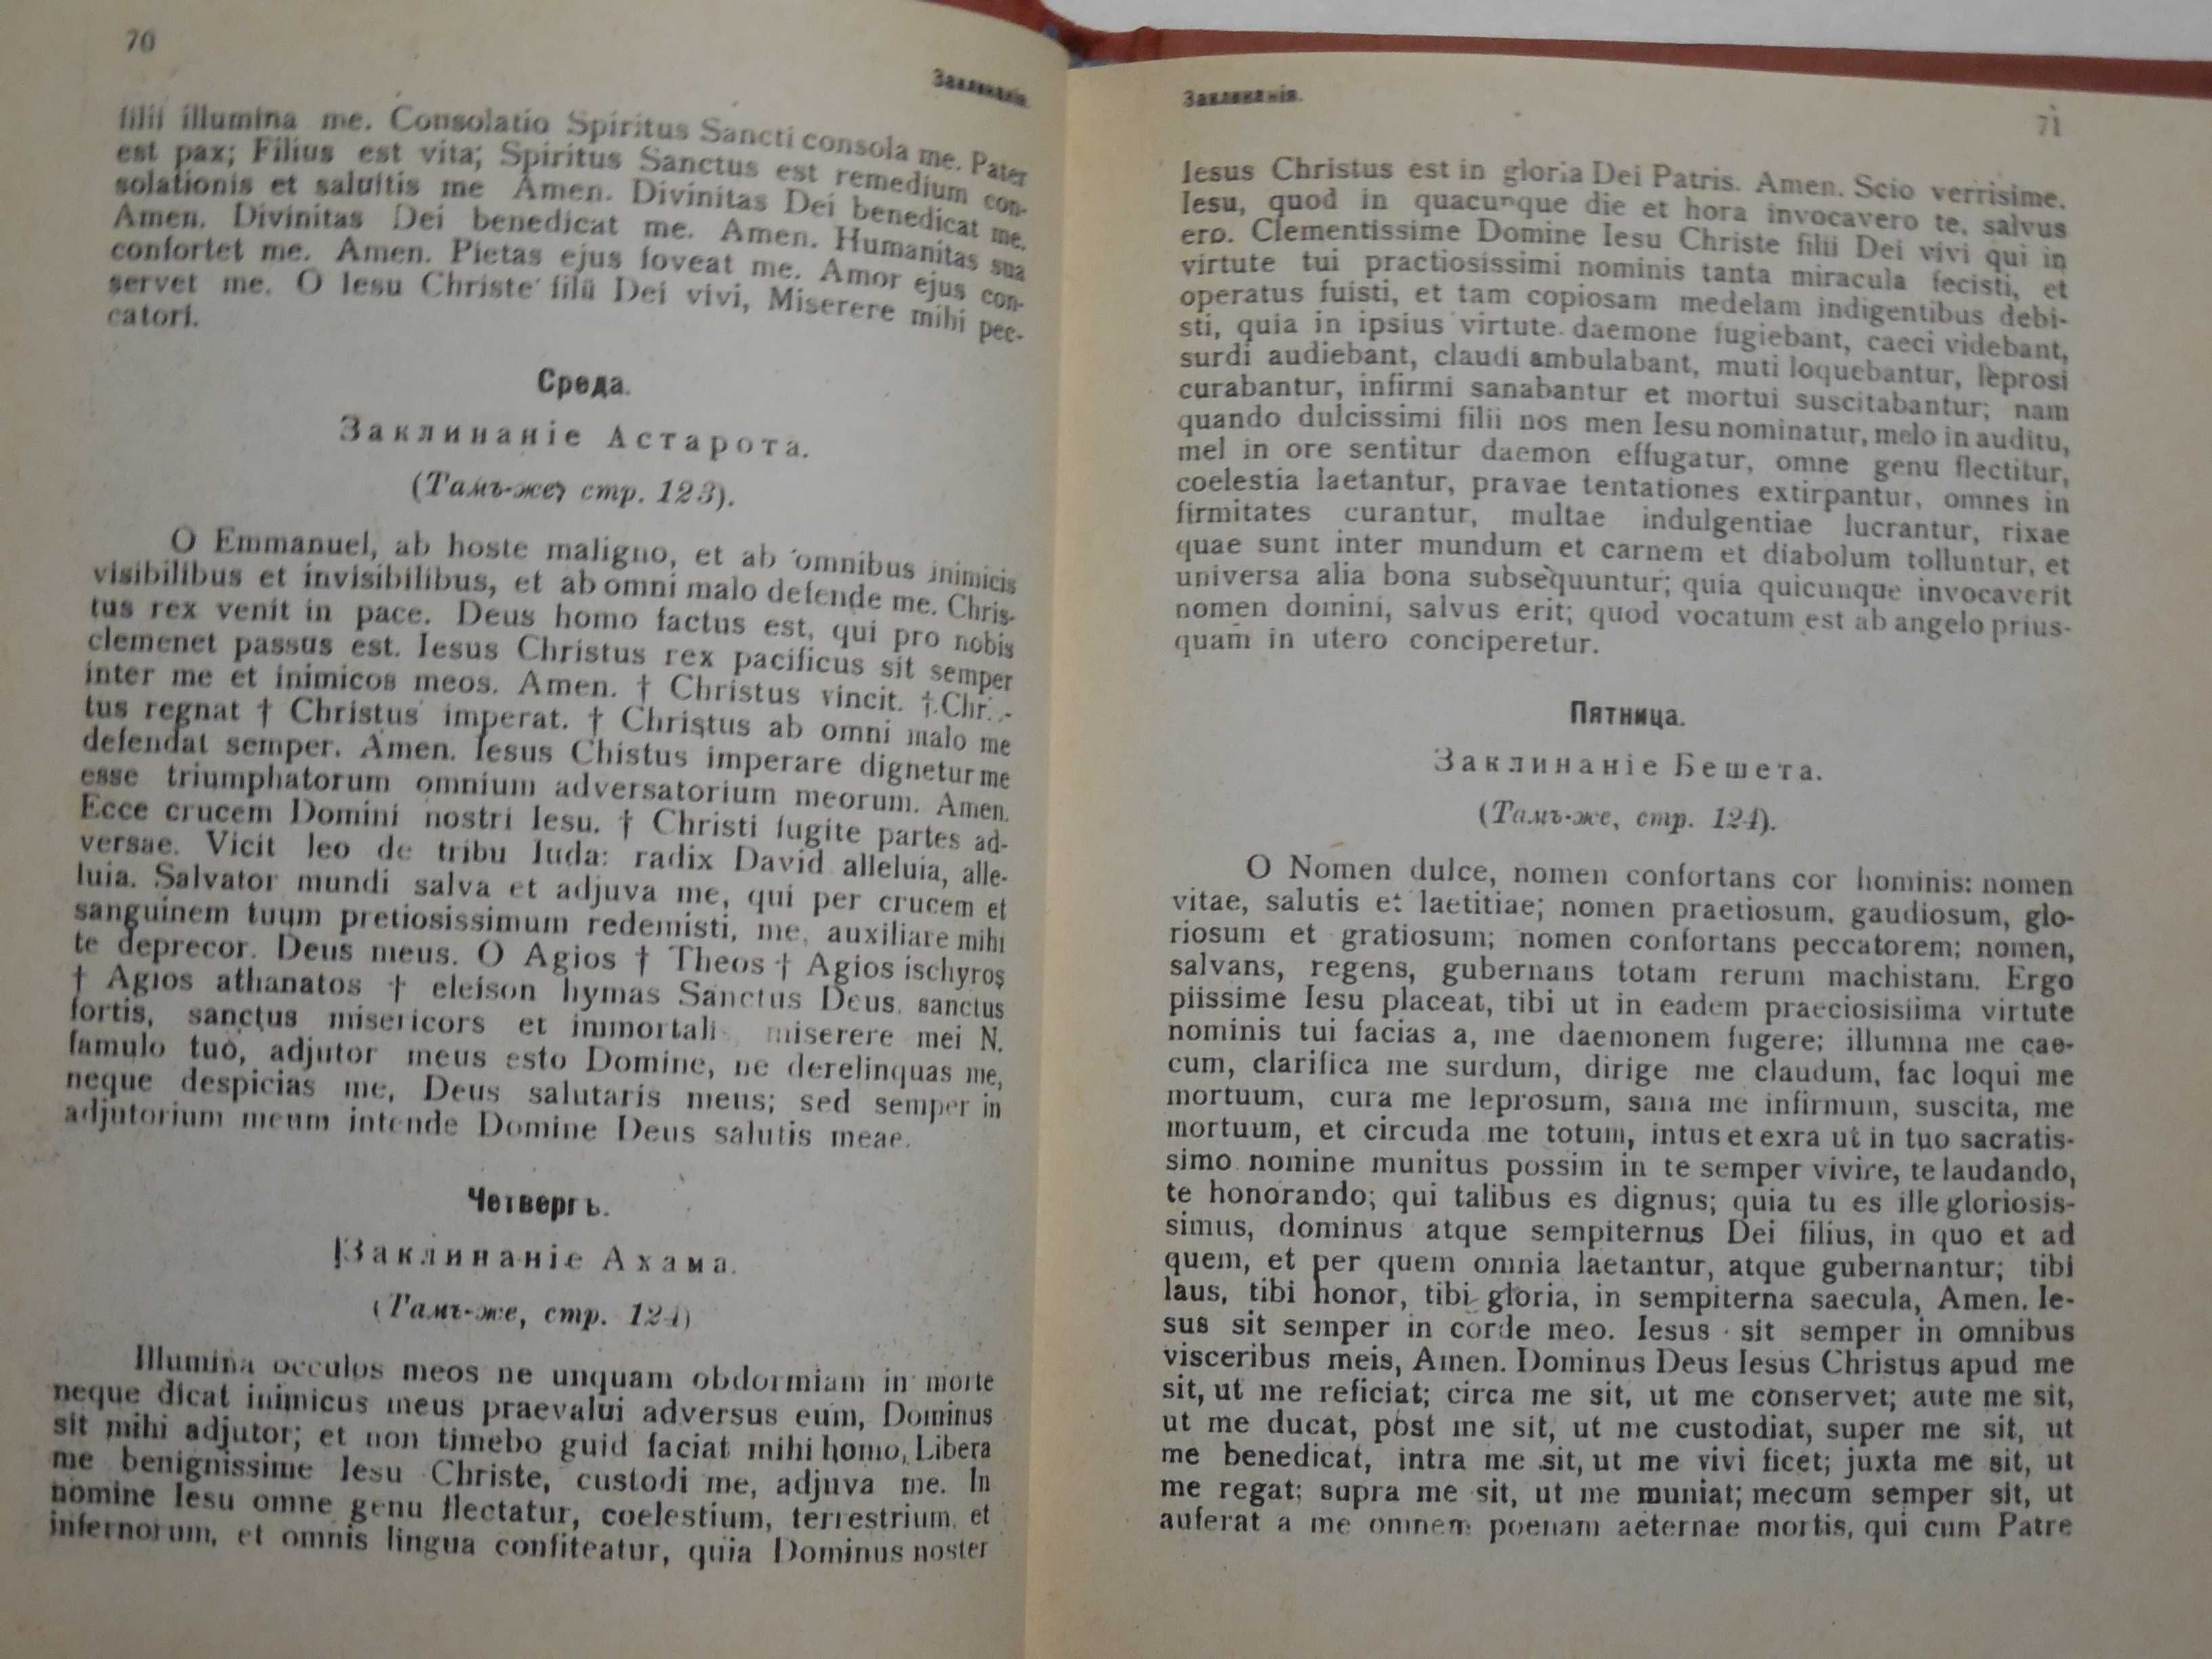 70
Заклинанія.
filii illumina me. Consolatio Spiritus Sancti consola me. Pater
est pax; Filius est vita; Spiritus Sanctus est remedium con-
solationis et saluitis me Amen. Divinitas Dei benedicat me.
Amen. Divinitas Dei benedicat me. Amen. Humanitas sua
confortet me. Amen. Pietas ejus foveat me. Amor ejus con-
servet me. O Iesu Christe filii Dei vivi, Miserere mihi pec-
catori.
Среда.
Заклинаніе Астарота.
(Тамъ-же, стр. 123).
O Emmanuel, ab hoste maligno, et ab omnibus inimicis
visibilibus et invisibilibus, et ab omni malo defende me. Chris-
tus rex venit in pace. Deus homo factus est, qui pro nobis
clemenet passus est. Iesus Christus rex pacificus sit semper
inter me et inimicos meos. Amen. † Christus vincit. † Chr
tus regnat † Christus imperat. † Christus ab omni malo me
defendat semper. Amen. Iesus Chistus imperare dignetur me
esse triumphatorum omnium adversatorium meorum. Amen.
Ecce crucem Domini nostri Iesu. † Christi fugite partes ad-
versae. Vicit leo de tribu Iuda: radix David alleluia, alle-
luia. Salvator mundi salva et adjuva me, qui per crucem et
sanguinem tuum pretiosissimum redemisti, me, auxiliare mihi
te deprecor. Deus meus. O Agios † Theos † Agios ischyros
† Agios athanatos † eleison hymas Sanctus Deus, sanctus
fortis, sanctus misericors et immortali miserere mei N.
famulo tuo, adjutor meus esto Domine, ne derelinquas me,
neque despicias me, Deus salutaris meus; sed semper in
adjutorium meum intende Domine Deus salutis meae.
Четвергъ.
Заклинаніе Ахама.
(Тамъ-же, стр. 124)
Illumina occulos meos ne unquam obdormiam in morte
neque dicat inimicus meus praevalui adversus eum, Dominus
sit mihi adjutor; et non timebo guid faciat mihi homo, Libera
me benignissime Iesu Christe, custodi me, adjuva me. In
nomine Iesu omne genu flectatur, coelestium, terrestrium, et
infernorum, et omnis lingua confiteatur, quia Dominus noster
Заклинанія.
71
Iesus Christus est in gloria Dei Patris. Amen. Scio verrisime.
Iesu, quod in quacunque die et hora invocavero te, salvus
ero. Clementissime Domine Iesu Christe filii Dei vivi qui in
virtute tui practiosissimi nominis tanta miracula fecisti, et
operatus fuisti, et tam copiosam medelam indigentibus debi-
sti, quia in ipsius virtute. daemone fugiebant, caeci videbant,
surdi audiebant, claudi ambulabant, muti loquebantur, leprosi
curabantur, infirmi sanabantur et mortui suscitabantur; nam
quando dulcissimi filii nos men Iesu nominatur, melo in auditu,
mel in ore sentitur daemon effugatur, omne genu flectitur,
coelestia laetantur, pravae tentationes extirpantur, omnes in
firmitates curantur, multae indulgentiae lucrantur, rixae
quae sunt inter mundum et carnem et diabolum tolluntur, et
universa alia bona subsequuntur; quia quicunque invocaverit
nomen domini, salvus erit; quod vocatum est ab angelo prius-
quam in utero conciperetur.
Пятница.
Заклинаніе Бешета.
(Тамъ-же, стр. 124).
O Nomen dulce, nomen confortans cor hominis: nomen
vitae, salutis et laetitiae; nomen praetiosum, gaudiosum, glo-
riosum et gratiosum; nomen confortans peccatorem; nomen,
salvans, regens, gubernans totam rerum machistam. Ergo
piissime Iesu placeat, tibi ut in eadem praeciosisiima virtute
nominis tui facias a, me daemonem fugere; illumna me cae-
cum, clarifica me surdum, dirige me claudum, fac loqui me
mortuum, cura me leprosum, sana me infirmum, suscita, me
mortuum, et circuda me totum, intus et exra ut in tuo sacratis-
simo nomine munitus possim in te semper vivire, te laudando,
te honorando; qui talibus es dignus; quia tu es ille gloriosis-
simus, dominus atque sempiternus Dei filius, in quo et ad
quem, et per quem omnia laetantur, atque gubernantur; tibi
laus, tibi honor, tibi gloria, in sempiterna saecula, Amen. Ie-
sus sit semper in corde meo. Iesus sit semper in omnibus
visceribus meis, Amen. Dominus Deus Iesus Christus apud me
sit, ut me reficiat; circa me sit, ut me conservet; aute me sit,
ut me ducat, post me sit, ut me custodiat, super me sit, ut
me benedicat, intra me sit, ut me vivi ficet; juxta me sit, ut
me regat; supra me sit, ut me muniat; mecum semper sit, ut
auferat a me omnem poenam aeternae mortis, qui cum Patre